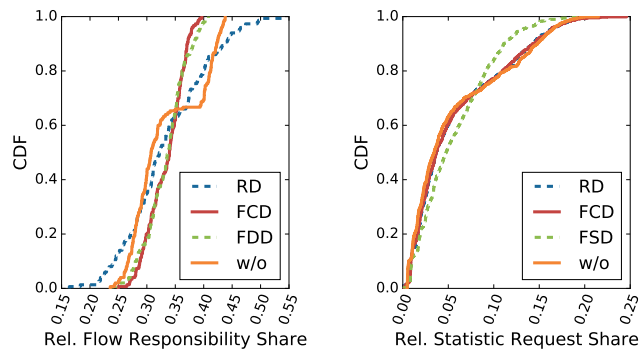 1.0
0.8
0.6
0.4
0.2
0.0
CDF
RD
FCD
FDD
w/o
0.15 0.20 0.25 0.30 0.35 0.40 0.45 0.50 0.55
Rel. Flow Responsibility Share
1.0
0.8
0.6
0.4
0.2
0.0
CDF
RD
FCD
FSD
w/o
0.00 0.05 0.10 0.15 0.20 0.25
Rel. Statistic Request Share